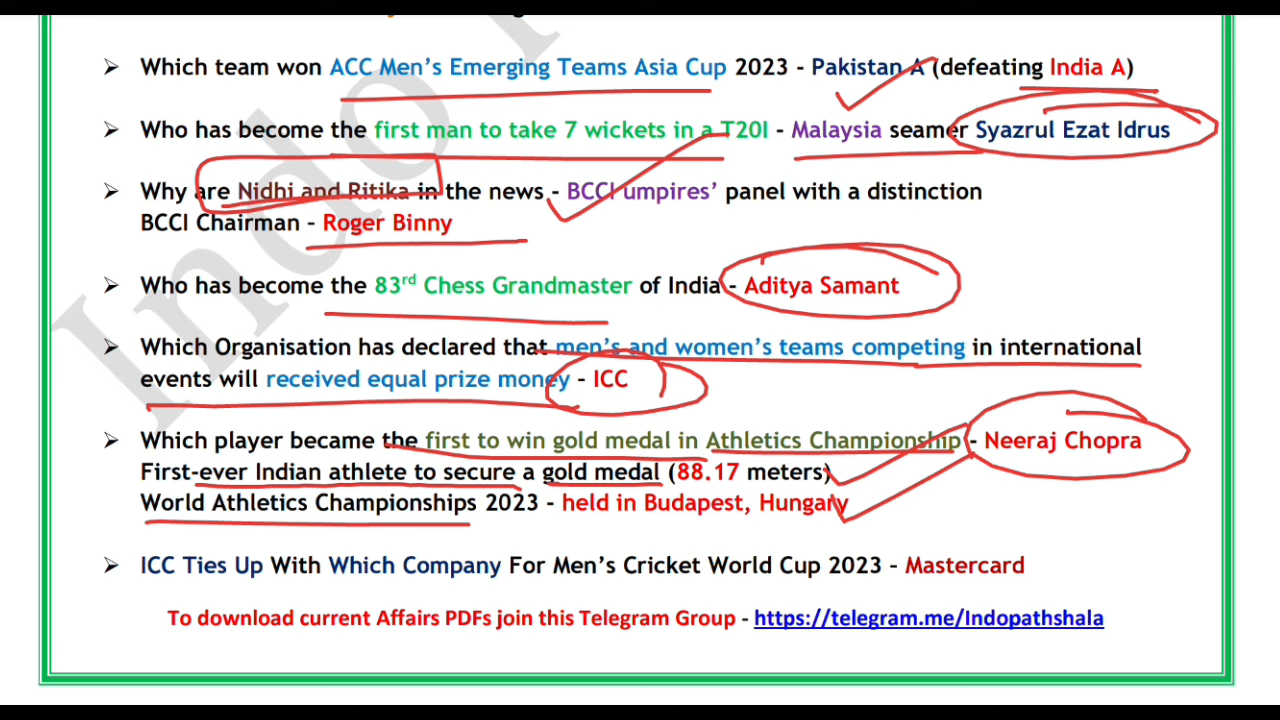 Which team won ACC Men's Emerging Teams Asia Cup 2023 - Pakistan A (defeating India A)
Who has become the first man to take 7 wickets in a T20I - Malaysia seamer Syazrul Ezat Idrus
Why are Nidhi and Ritika in the news - BCCI umpires' panel with a distinction
BCCI Chairman - Roger Binny
Who has become the 83rd Chess Grandmaster of India - Aditya Samant
Which Organisation has declared that men's and women's teams competing in international
events will received equal prize money - ICC
Which player became the first to win gold medal in Athletics Championship - Neeraj Chopra
First-ever Indian athlete to secure a gold medal (88.17 meters)
World Athletics Championships 2023 - held in Budapest, Hungary
ICC Ties Up With Which Company For Men's Cricket World Cup 2023 - Mastercard
To download current Affairs PDFs join this Telegram Group - https://telegram.me/Indopathshala
Indo